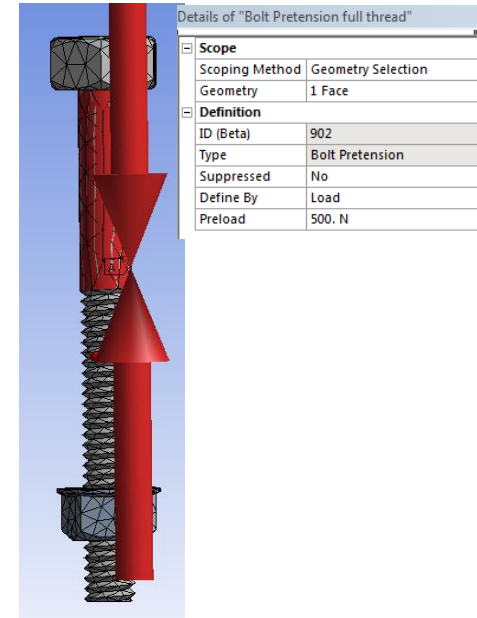 Details of "Bolt Pretension full thread"
Scope
Scoping Method Geometry Selection
Geometry 1 Face
Definition
ID (Beta) 902
Type Bolt Pretension
Suppressed No
Define By Load
Preload 500. N